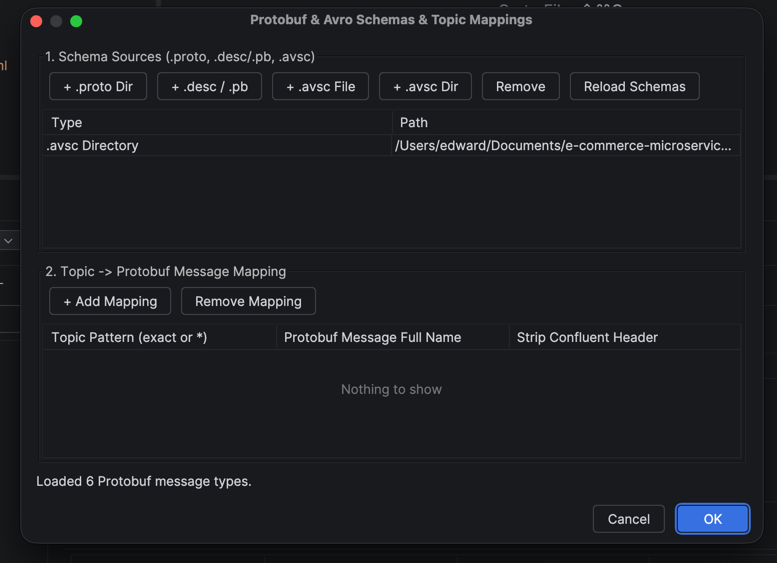 Protobuf & Avro Schemas & Topic Mappings
1. Schema Sources (.proto, .desc/.pb, .avsc)
+ .proto Dir + .desc / .pb + .avsc File + .avsc Dir Remove Reload Schemas
Type Path
.avsc Directory /Users/edward/Documents/e-commerce-microservic...
2. Topic -> Protobuf Message Mapping
+ Add Mapping Remove Mapping
Topic Pattern (exact or *) Protobuf Message Full Name Strip Confluent Header
Nothing to show
Loaded 6 Protobuf message types.
Cancel OK